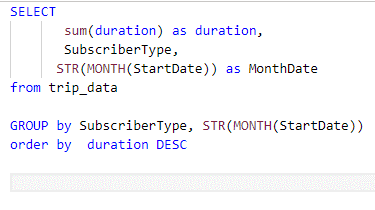 SELECT
sum(duration) as duration,
SubscriberType,
STR(MONTH(StartDate)) as MonthDate
from trip_data
GROUP by SubscriberType, STR(MONTH(StartDate))
order by  duration DESC